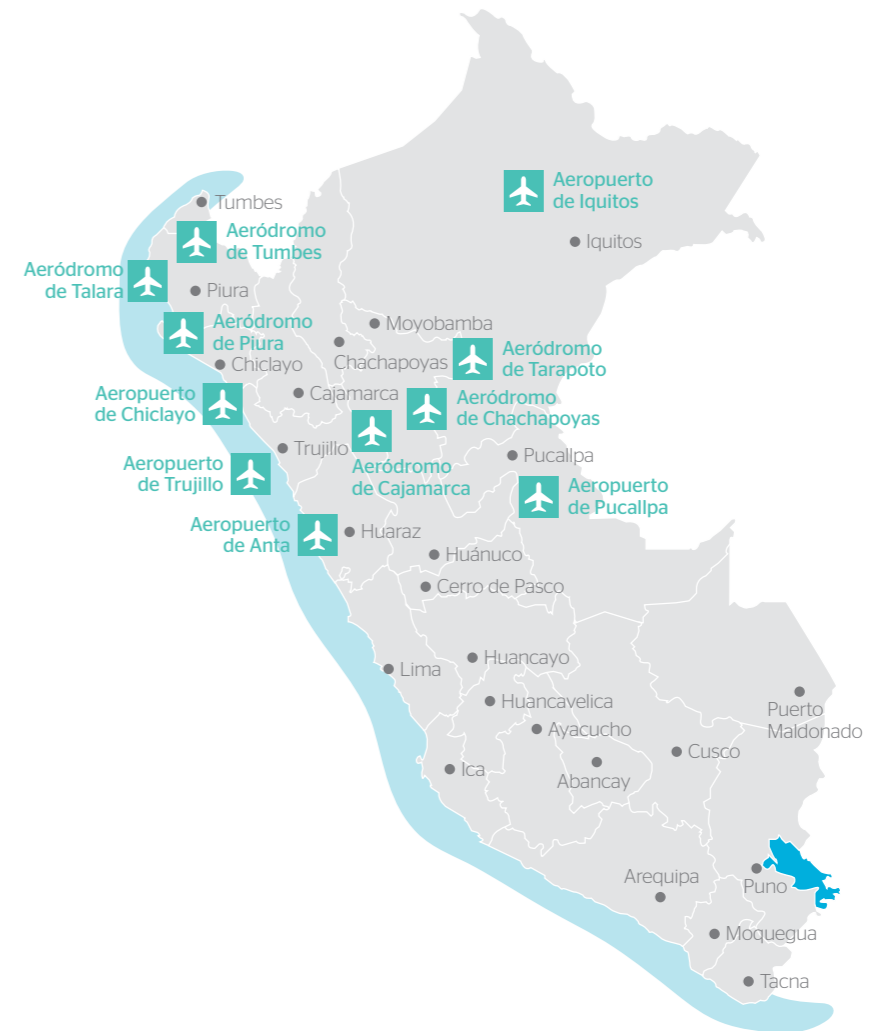 Aeropuerto
de Iquitos
Tumbes
Aeródromo
de Tumbes
Iquitos
Aeródromo
de Talara
Piura
Aeródromo
de Piura
Moyobamba
Chachapoyas
Aeródromo
de Tarapoto
Chiclayo
Aeropuerto
de Chiclayo
Cajamarca
Aeródromo
de Chachapoyas
Trujillo
Aeródromo
de Cajamarca
Pucallpa
Aeropuerto
de Trujillo
Aeropuerto
de Pucallpa
Aeropuerto
de Anta
Huaraz
Huánuco
Cerro de Pasco
Huancayo
Lima
Huancavelica
Puerto
Maldonado
Ayacucho
Cusco
Ica
Abancay
Arequipa
Puno
Moquegua
Tacna